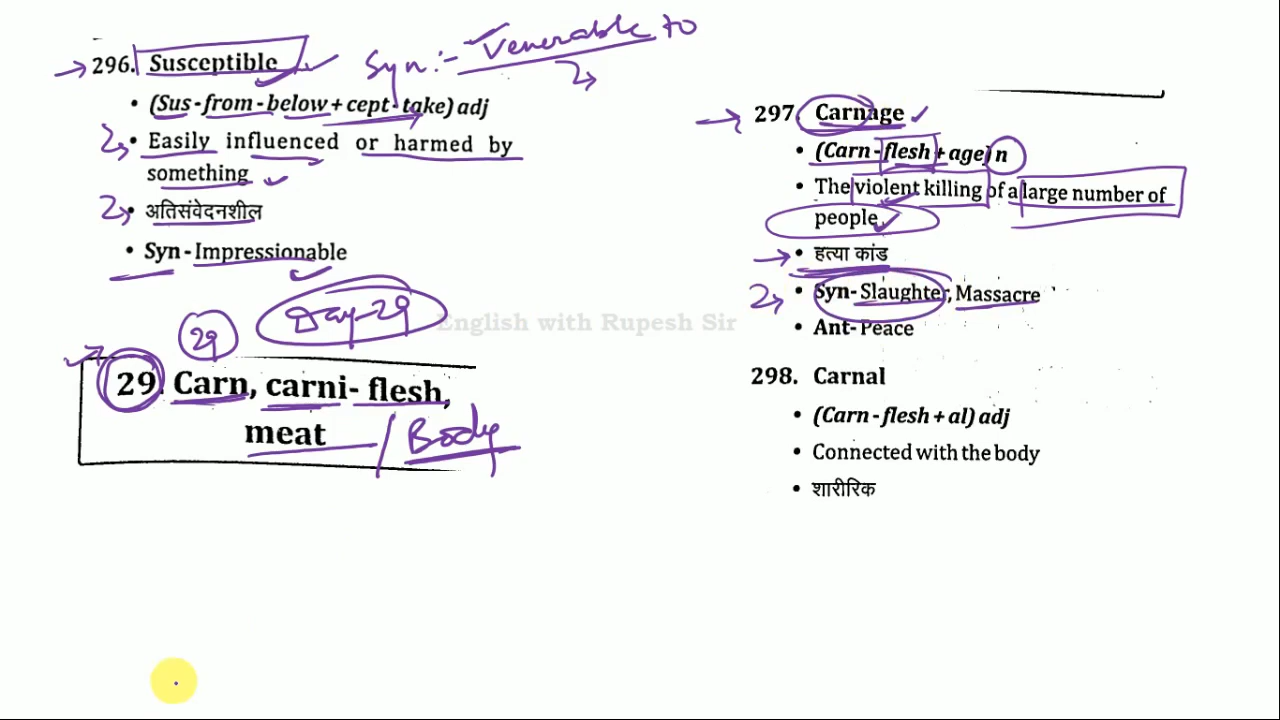 296. Susceptible
Syn:- Venerable to
• (Sus - from - below + cept - take) adj
• Easily influenced or harmed by
something
• अतिसंवेदनशील
• Syn - Impressionable
29 Day-29
29. Carn, carni- flesh,
meat / Body
297. Carnage
• (Carn - flesh + age) n
• The violent killing of a large number of
people
• हत्या कांड
• Syn- Slaughter, Massacre
• Ant- Peace
298. Carnal
• (Carn - flesh + al) adj
• Connected with the body
• शारीरिक
English with Rupesh Sir